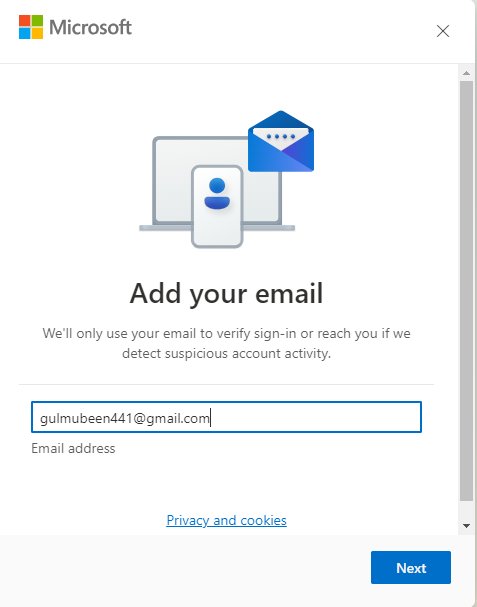 Microsoft
Add your email
We'll only use your email to verify sign-in or reach you if we
detect suspicious account activity.
gulmubeen441@gmail.com
Email address
Privacy and cookies
Next